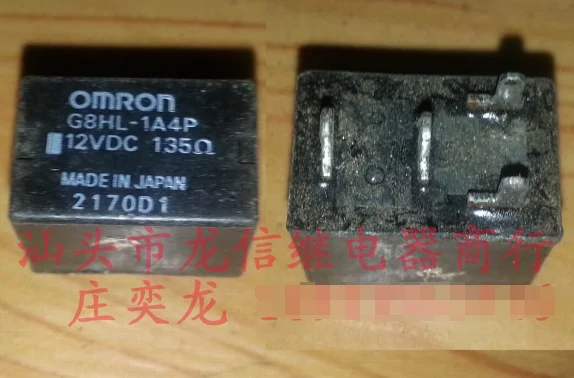 OMRON
G8HL-1A4P
12VDC 135Ω
MADE IN JAPAN
2170D1
汕头市龙信继电器商行
庄奕龙